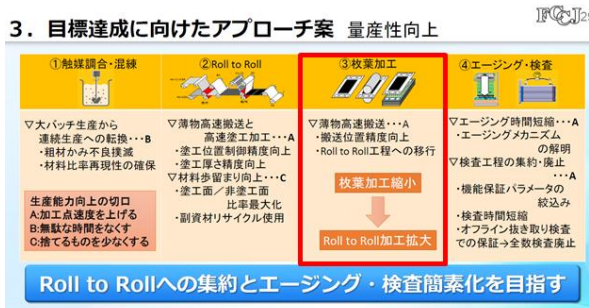 3．目標達成に向けたアプローチ案 量産性向上
FCCJ
①触媒調合・混練
▽大バッチ生産から
連続生産への転換・・・B
・粗材かみ不良撲滅
・材料比率再現性の確保
生産能力向上の切口
A:加工点速度を上げる
B:無駄な時間をなくす
C:捨てるものを少なくする
②Roll to Roll
▽薄物高速搬送と
高速塗工加工・・・A
・塗工位置制御精度向上
・塗工厚さ精度向上
▽材料歩留まり向上・・・C
・塗工面/非塗工面
比率最大化
・副資材リサイクル使用
③枚葉加工
▽薄物高速搬送・・・A
・搬送位置精度向上
・Roll to Roll工程への移行
枚葉加工縮小
Roll to Roll加工拡大
④エージング・検査
▽エージング時間短縮・・・A
・エージングメカニズム
の解明
▽検査工程の集約・廃止
・・・A
・機能保証パラメータの
絞込み
・検査時間短縮
・オフライン抜き取り検査
での保証→全数検査廃止
Roll to Rollへの集約とエージング・検査簡素化を目指す